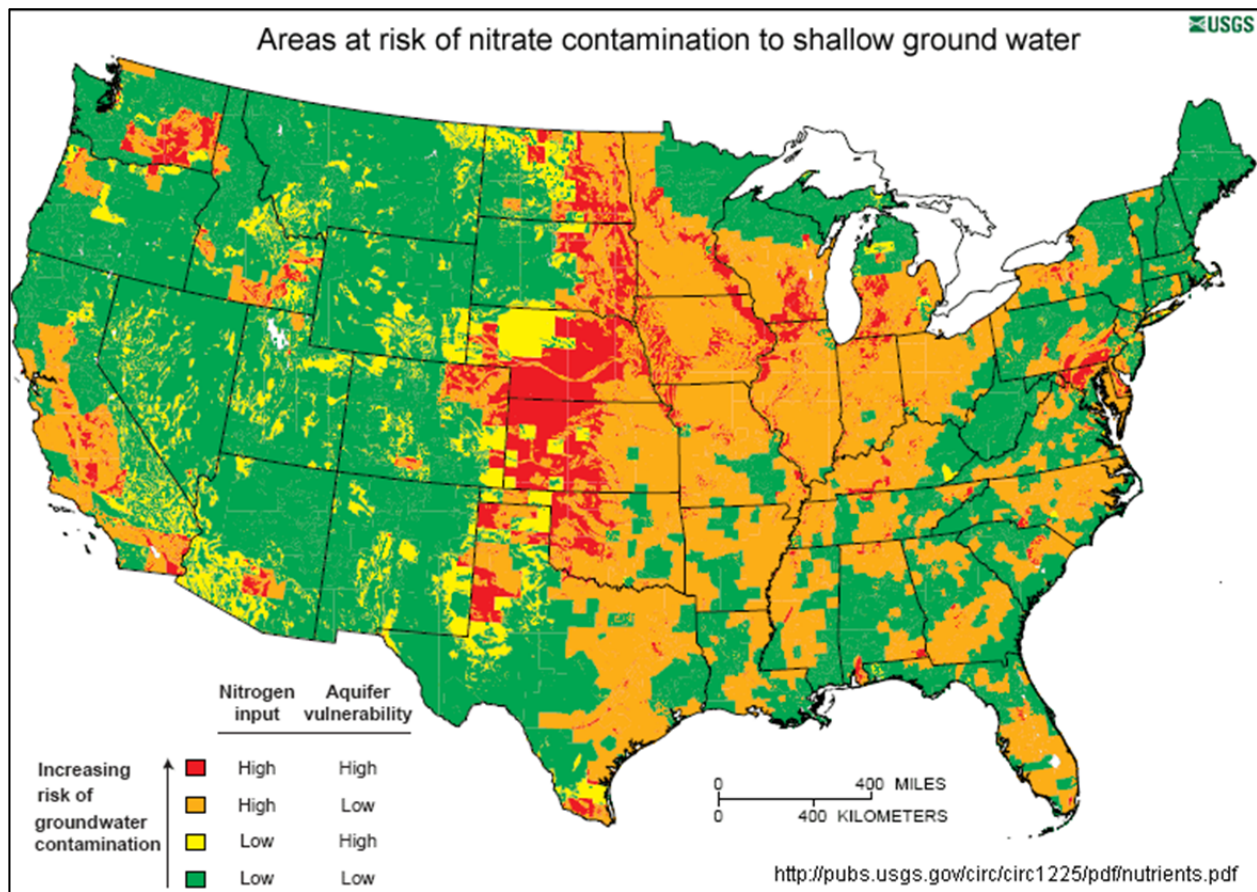 USGS
Areas at risk of nitrate contamination to shallow ground water
Nitrogen input
Aquifer vulnerability
Increasing risk of groundwater contamination
High High
High Low
Low High
Low Low
0 400 MILES
0 400 KILOMETERS
http://pubs.usgs.gov/circ/circ1225/pdf/nutrients.pdf